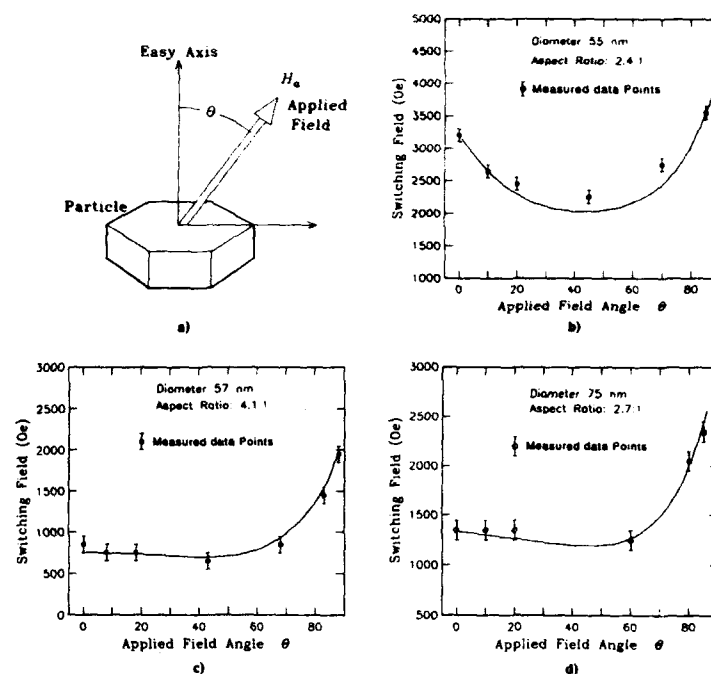 Easy Axis
Hₐ
θ
Applied
Field
Particle
a)
Diameter 55 nm
Aspect Ratio: 2.4:1
Measured data Points
Switching Field (Oe)
5000
4500
4000
3500
3000
2500
2000
1500
1000
0 20 40 60 80
Applied Field Angle θ
b)
Diameter 57 nm
Aspect Ratio: 4.1:1
Measured data Points
Switching Field (Oe)
3000
2500
2000
1500
1000
500
0
0 20 40 60 80
Applied Field Angle θ
c)
Diameter 75 nm
Aspect Ratio: 2.7:1
Measured data Points
Switching Field (Oe)
3000
2500
2000
1500
1000
500
0 20 40 60 80
Applied Field Angle θ
d)